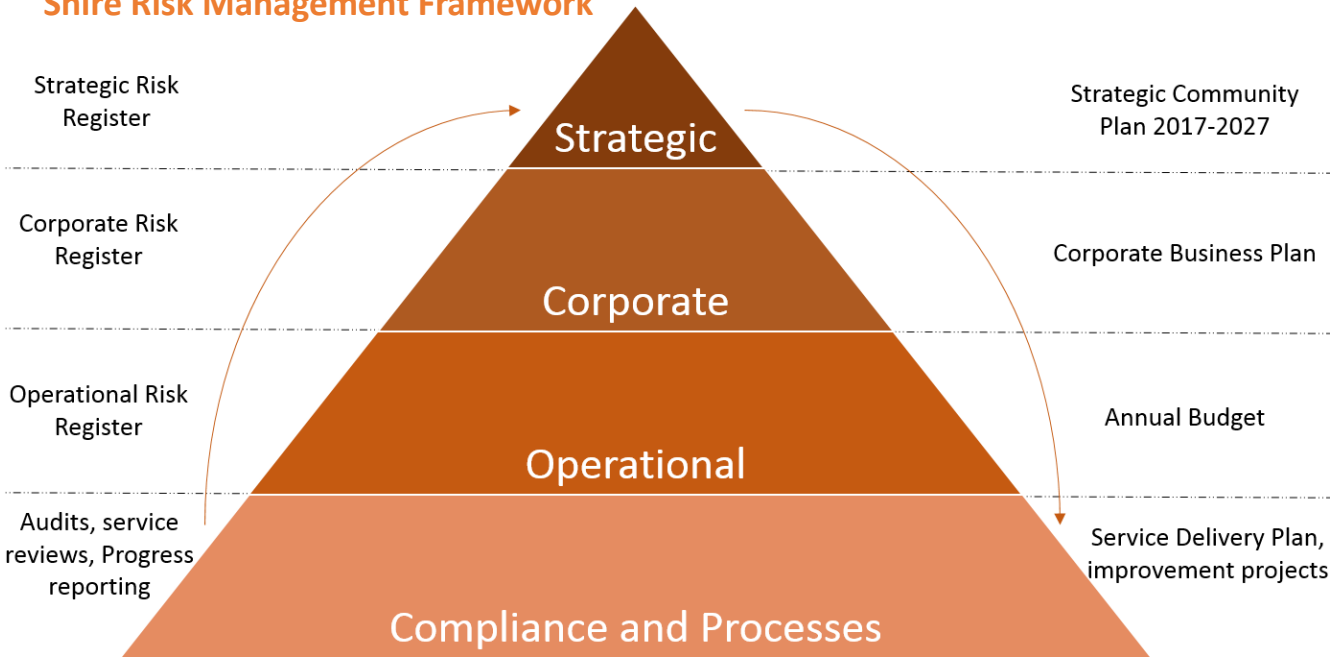 Shire Risk Management Framework
Strategic Risk
Register
Strategic
Strategic Community
Plan 2017-2027
Corporate Risk
Register
Corporate
Corporate Business Plan
Operational Risk
Register
Operational
Annual Budget
Audits, service
reviews, Progress
reporting
Compliance and Processes
Service Delivery Plan,
improvement projects